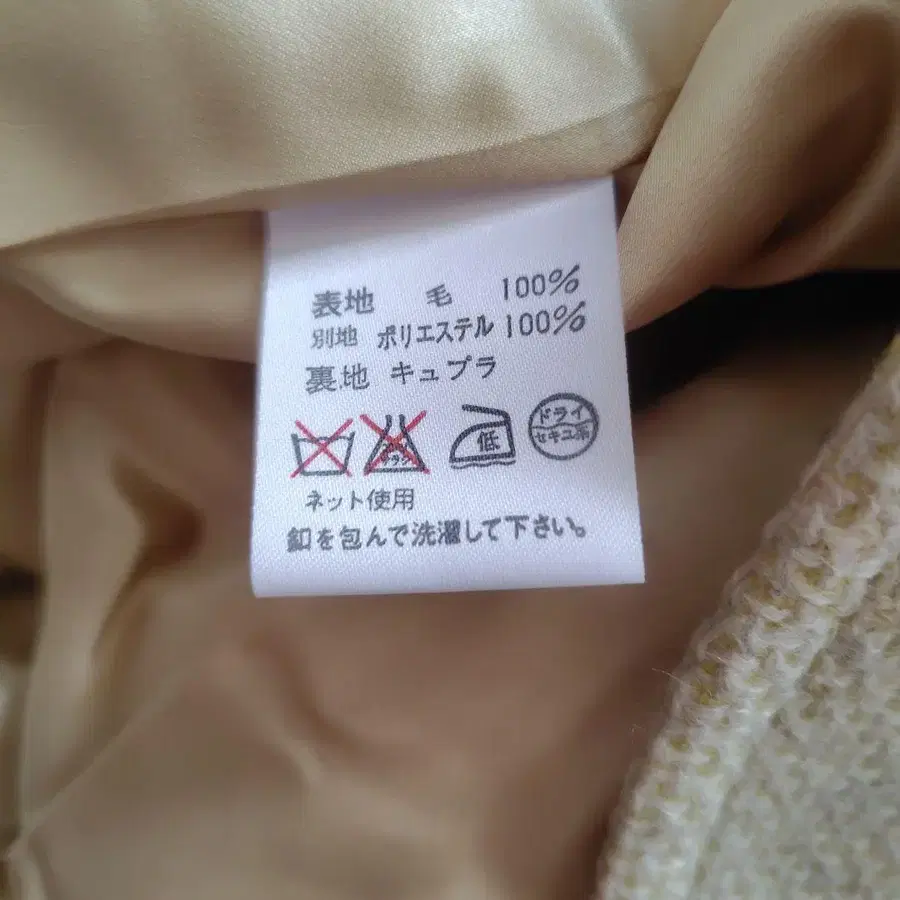 表地 毛 100%
別地 ポリエステル 100%
裏地 キュプラ
低
ドライ
セキユ系
ネット使用
釦を包んで洗濯して下さい。